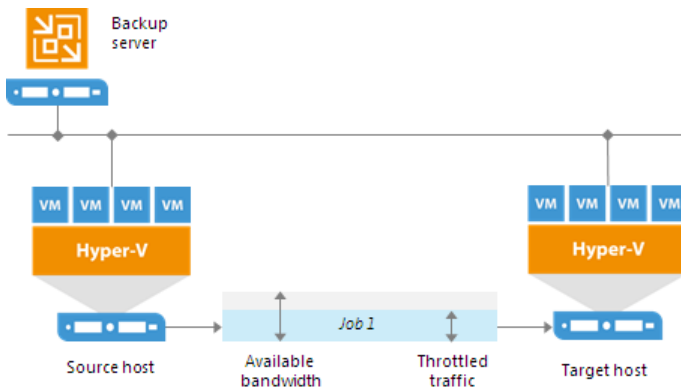 Backup
server
VM VM VM VM
Hyper-V
VM VM VM VM
Hyper-V
Job 1
Source host
Available
bandwidth
Throttled
traffic
Target host